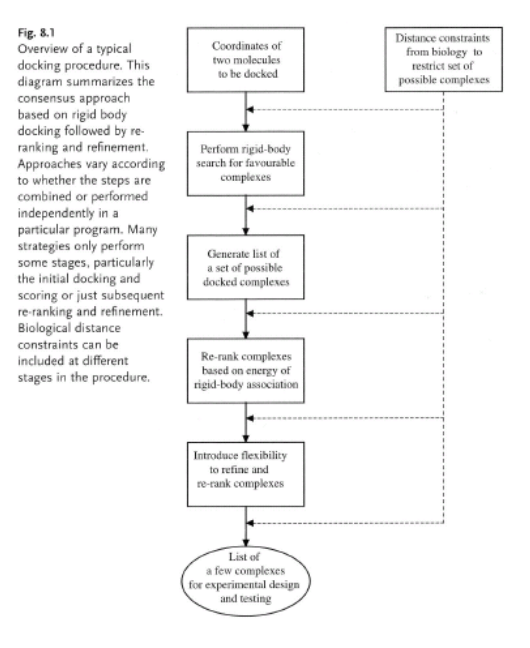 Fig. 8.1
Overview of a typical
docking procedure. This
diagram summarizes the
consensus approach
based on rigid body
docking followed by re-
ranking and refinement.
Approaches vary according
to whether the steps are
combined or performed
independently in a
particular program. Many
strategies only perform
some stages, particularly
the initial docking and
scoring or just subsequent
re-ranking and refinement.
Biological distance
constraints can be
included at different
stages in the procedure.
Coordinates of
two molecules
to be docked
Distance constraints
from biology to
restrict set of
possible complexes
Perform rigid-body
search for favourable
complexes
Generate list of
a set of possible
docked complexes
Re-rank complexes
based on energy of
rigid-body association
Introduce flexibility
to refine and
re-rank complexes
List of
a few complexes
for experimental design
and testing